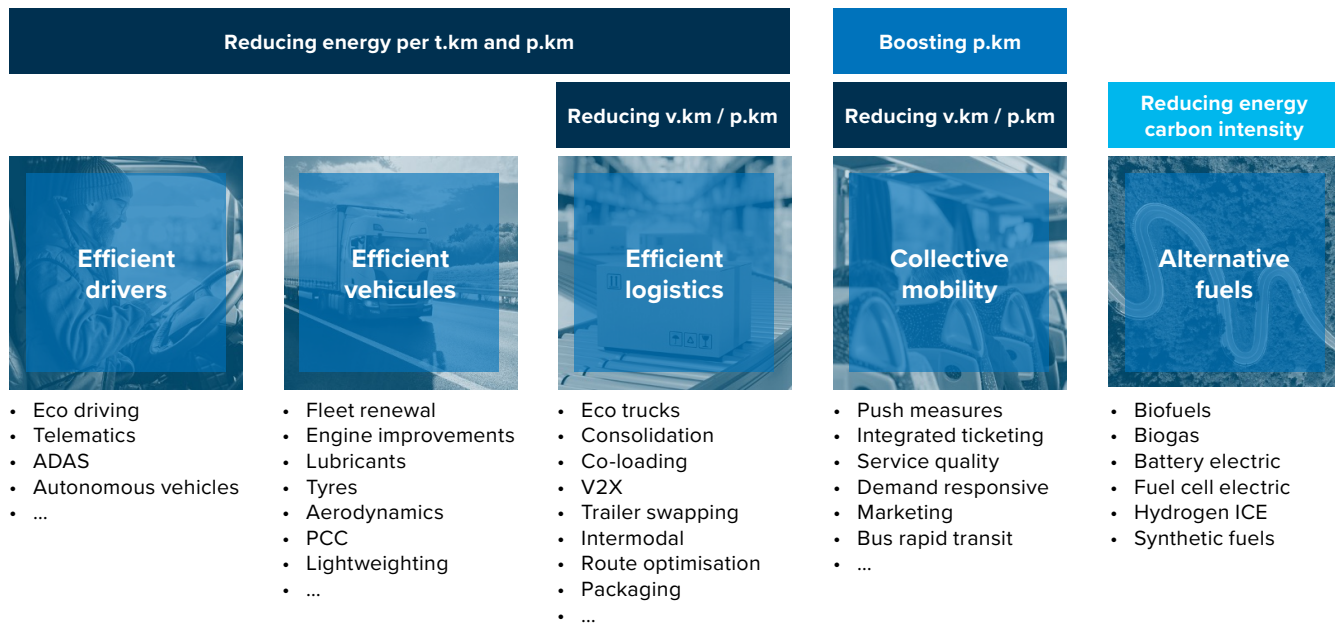 Reducing energy per t.km and p.km
Boosting p.km
Reducing v.km / p.km
Reducing v.km / p.km
Reducing energy
carbon intensity
Efficient
drivers
• Eco driving
• Telematics
• ADAS
• Autonomous vehicles
• ...
Efficient
vehicules
• Fleet renewal
• Engine improvements
• Lubricants
• Tyres
• Aerodynamics
• PCC
• Lightweighting
• ...
Efficient
logistics
• Eco trucks
• Consolidation
• Co-loading
• V2X
• Trailer swapping
• Intermodal
• Route optimisation
• Packaging
• ...
Collective
mobility
• Push measures
• Integrated ticketing
• Service quality
• Demand responsive
• Marketing
• Bus rapid transit
• ...
Alternative
fuels
• Biofuels
• Biogas
• Battery electric
• Fuel cell electric
• Hydrogen ICE
• Synthetic fuels